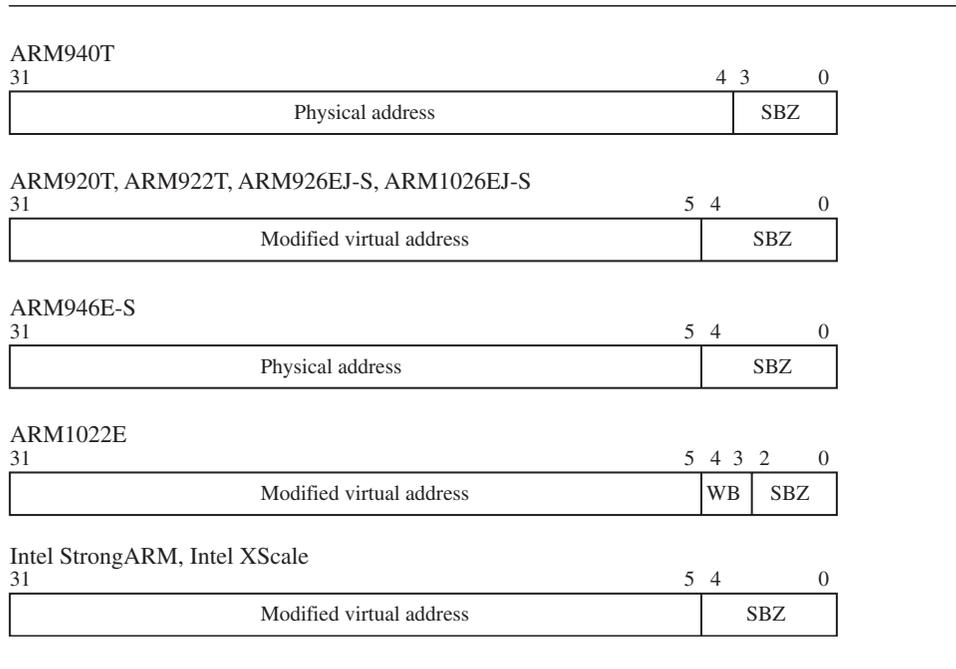 ARM940T
31 4 3 0
Physical address SBZ
ARM920T, ARM922T, ARM926EJ-S, ARM1026EJ-S
31 5 4 0
Modified virtual address SBZ
ARM946E-S
31 5 4 0
Physical address SBZ
ARM1022E
31 5 4 3 2 0
Modified virtual address WB SBZ
Intel StrongARM, Intel XScale
31 5 4 0
Modified virtual address SBZ